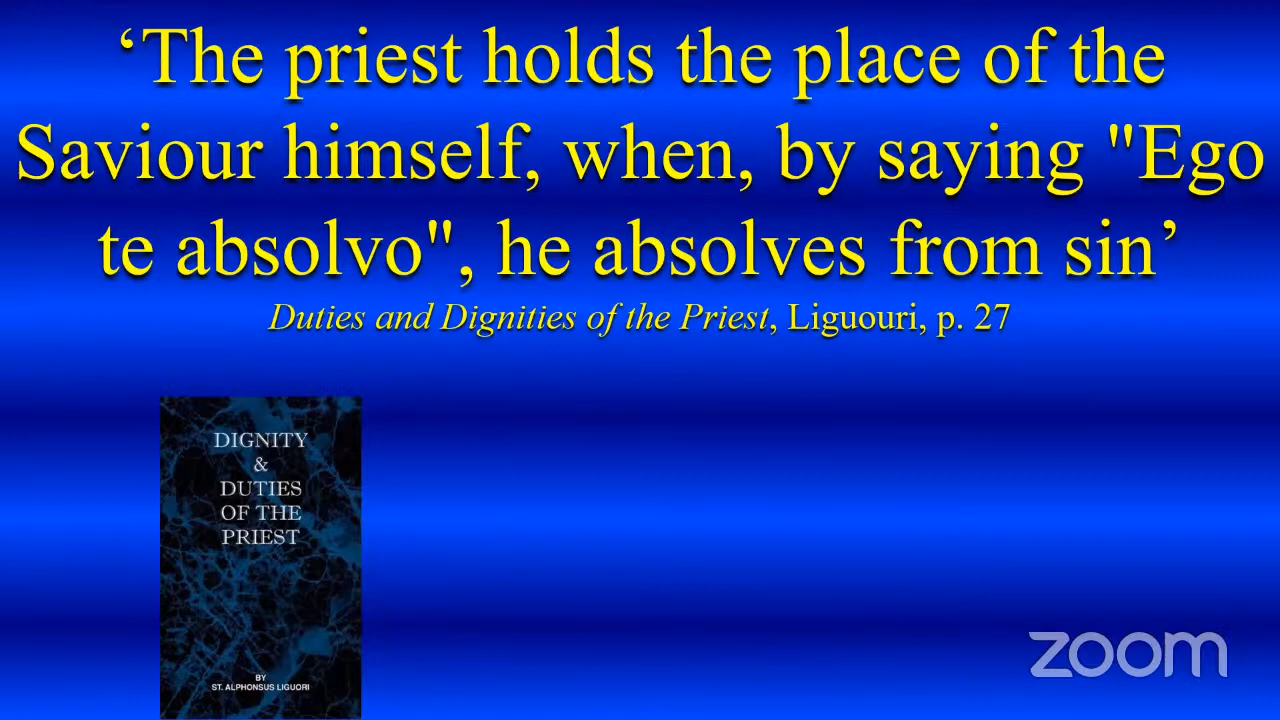 ‘The priest holds the place of the
Saviour himself, when, by saying "Ego
te absolvo", he absolves from sin’
Duties and Dignities of the Priest, Liguouri, p. 27
DIGNITY
&
DUTIES
OF THE
PRIEST
BY
ST. ALPHONSUS LIGUORI
zoom